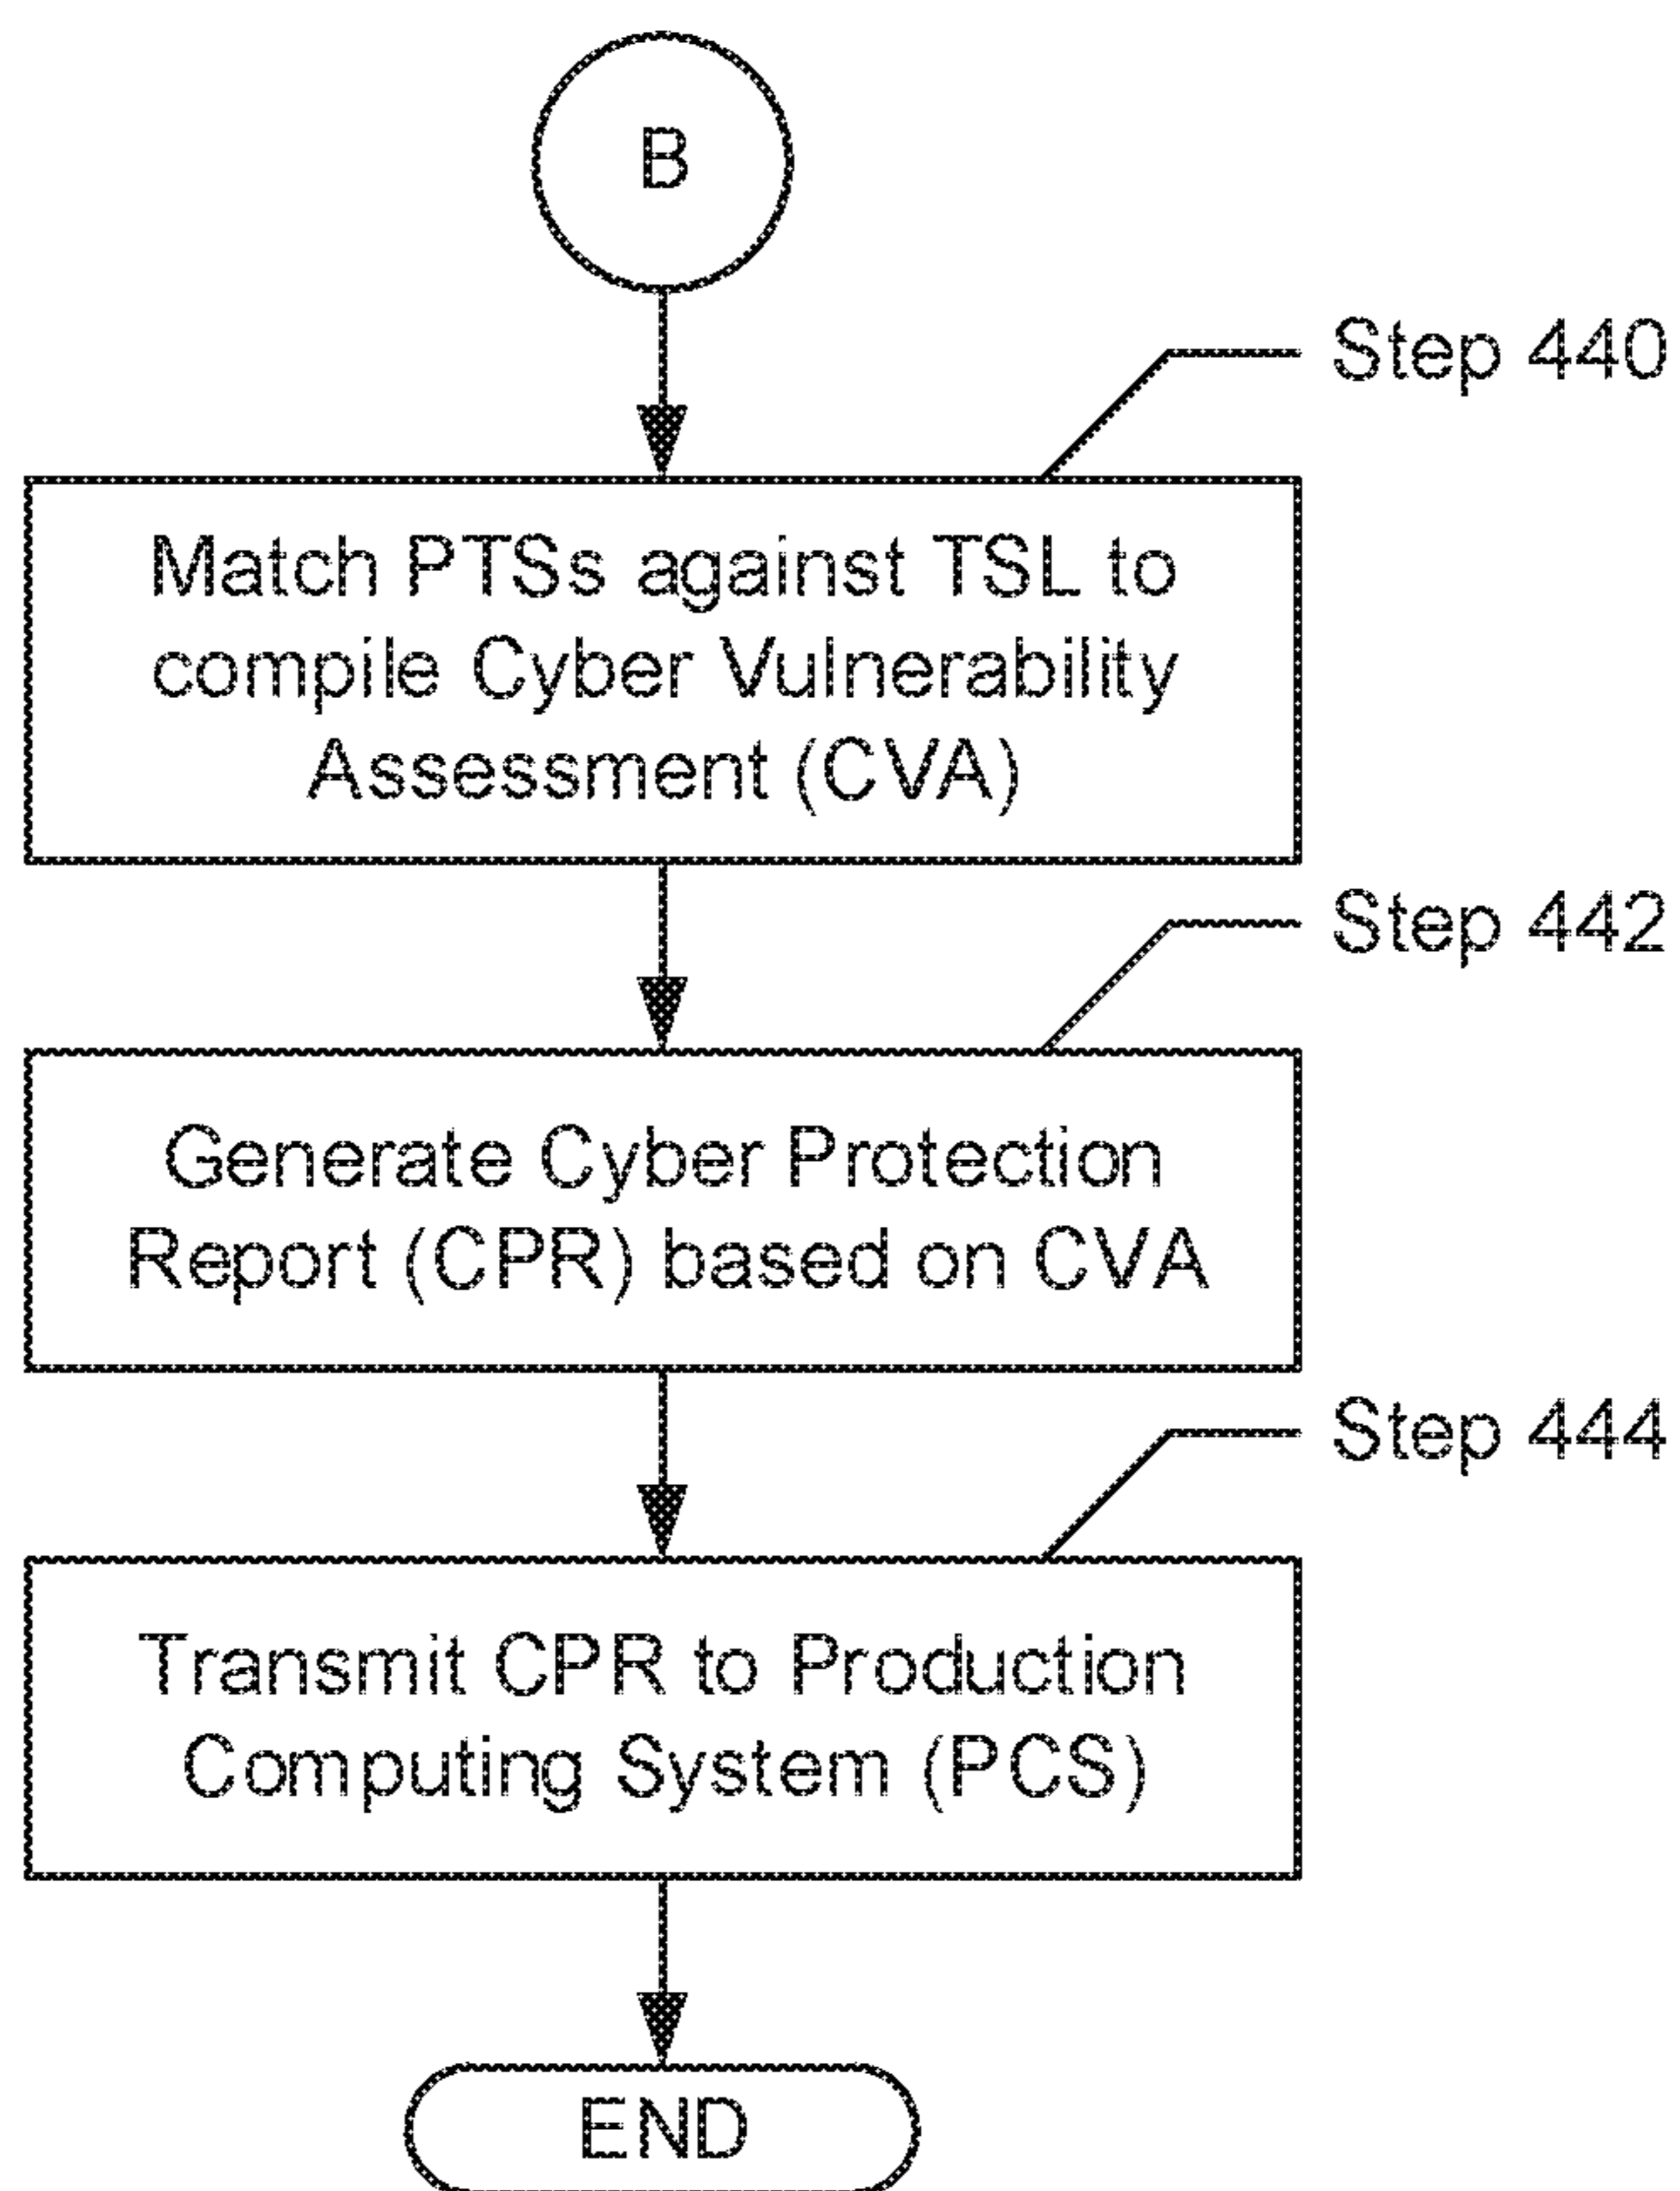 B
Step 440
Match PTSs against TSL to
compile Cyber Vulnerability
Assessment (CVA)
Step 442
Generate Cyber Protection
Report (CPR) based on CVA
Step 444
Transmit CPR to Production
Computing System (PCS)
END